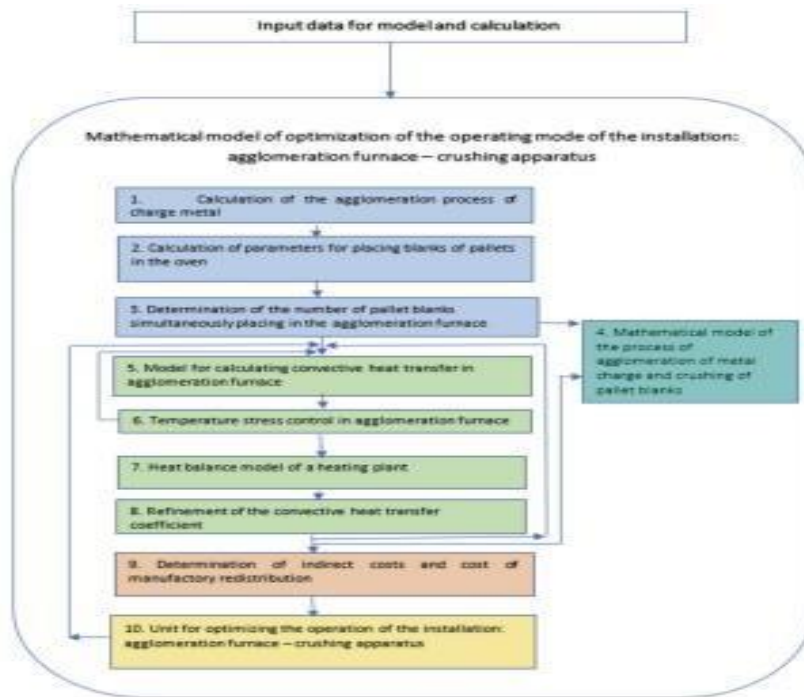 Input data for model and calculation
Mathematical model of optimization of the operating mode of the installation:
agglomeration furnace – crushing apparatus
1. Calculation of the agglomeration process of
charge metal
2. Calculation of parameters for placing blanks of pallets
in the oven
3. Determination of the number of pallet blanks
simultaneously placing in the agglomeration furnace
4. Mathematical model of
the process of
agglomeration of metal
charge and crushing of
pallet blanks
5. Model for calculating convective heat transfer in
agglomeration furnace
6. Temperature stress control in agglomeration furnace
7. Heat balance model of a heating plant
8. Refinement of the convective heat transfer
coefficient
9. Determination of indirect costs and cost of
manufactory redistribution
10. Unit for optimizing the operation of the installation:
agglomeration furnace – crushing apparatus